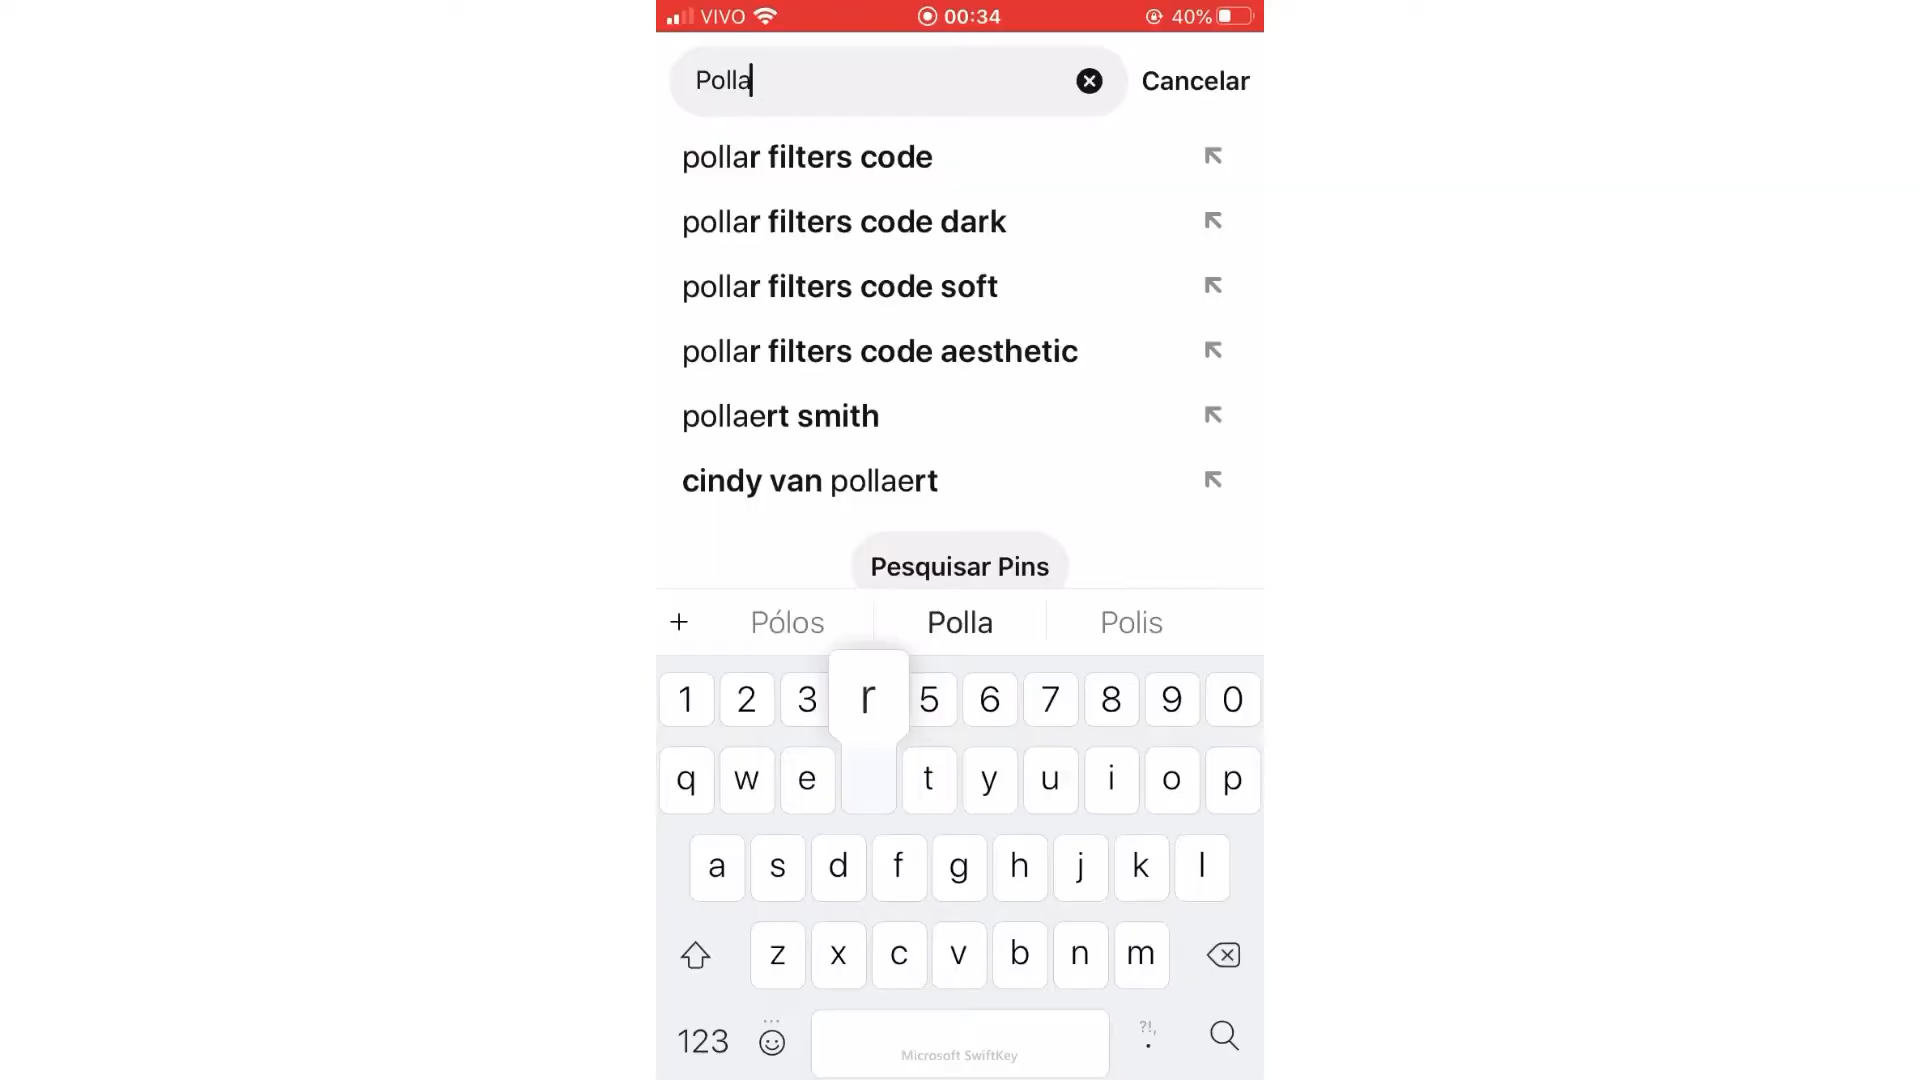 VIVO 00:34 40%
Polla Cancelar
pollar filters code
pollar filters code dark
pollar filters code soft
pollar filters code aesthetic
pollaert smith
cindy van pollaert
Pesquisar Pins
+ Pólos Polla Polis
1 2 3 r 5 6 7 8 9 0
q w e t y u i o p
a s d f g h j k l
z x c v b n m
123 ?!, .
Microsoft SwiftKey